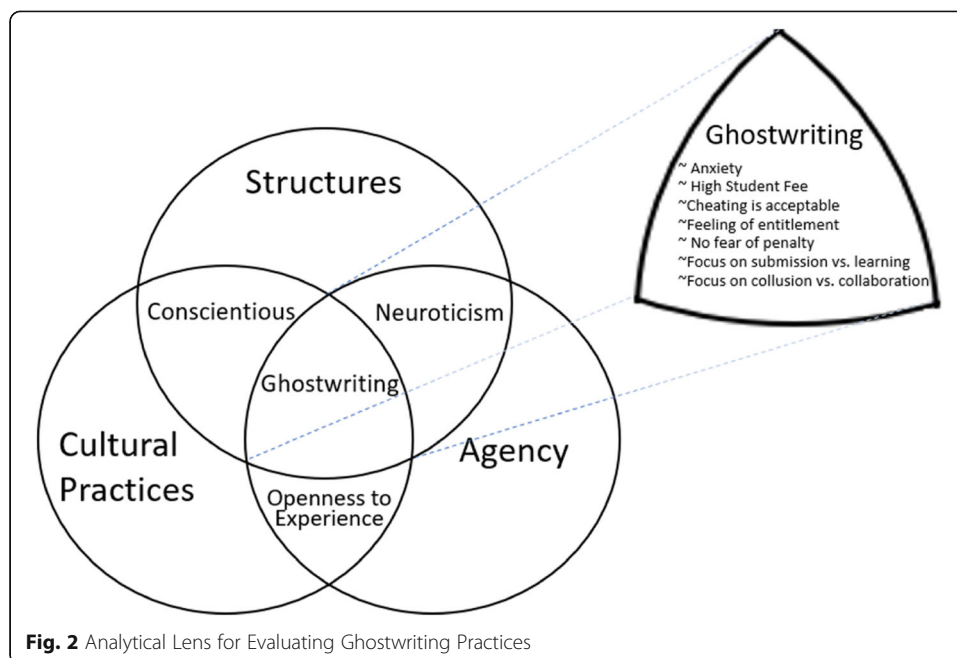 Structures
Conscientious
Neuroticism
Ghostwriting
Cultural
Practices
Agency
Openness to
Experience
Ghostwriting
~ Anxiety
~ High Student Fee
~Cheating is acceptable
~Feeling of entitlement
~ No fear of penalty
~Focus on submission vs. learning
~Focus on collusion vs. collaboration
Fig. 2 Analytical Lens for Evaluating Ghostwriting Practices